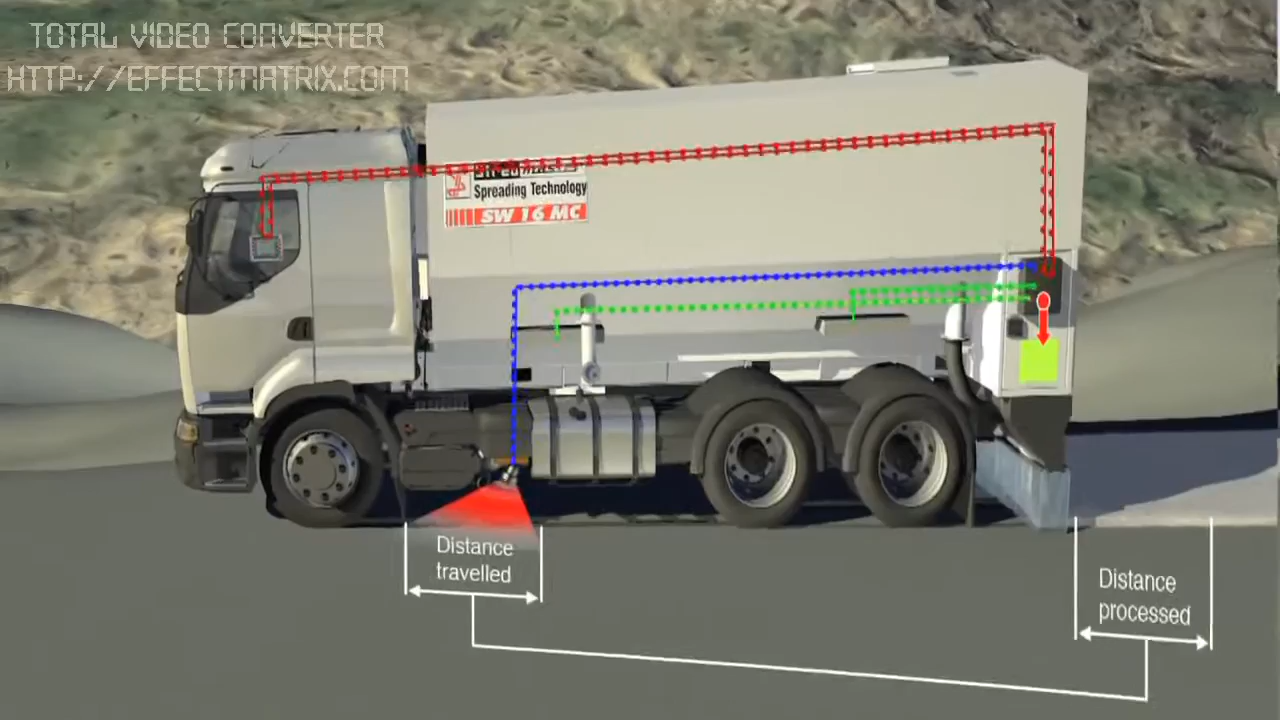 TOTAL VIDEO CONVERTER
HTTP://EFFECTMATRIX.COM
Spreading Technology
SW 16 MC
Distance
travelled
Distance
processed